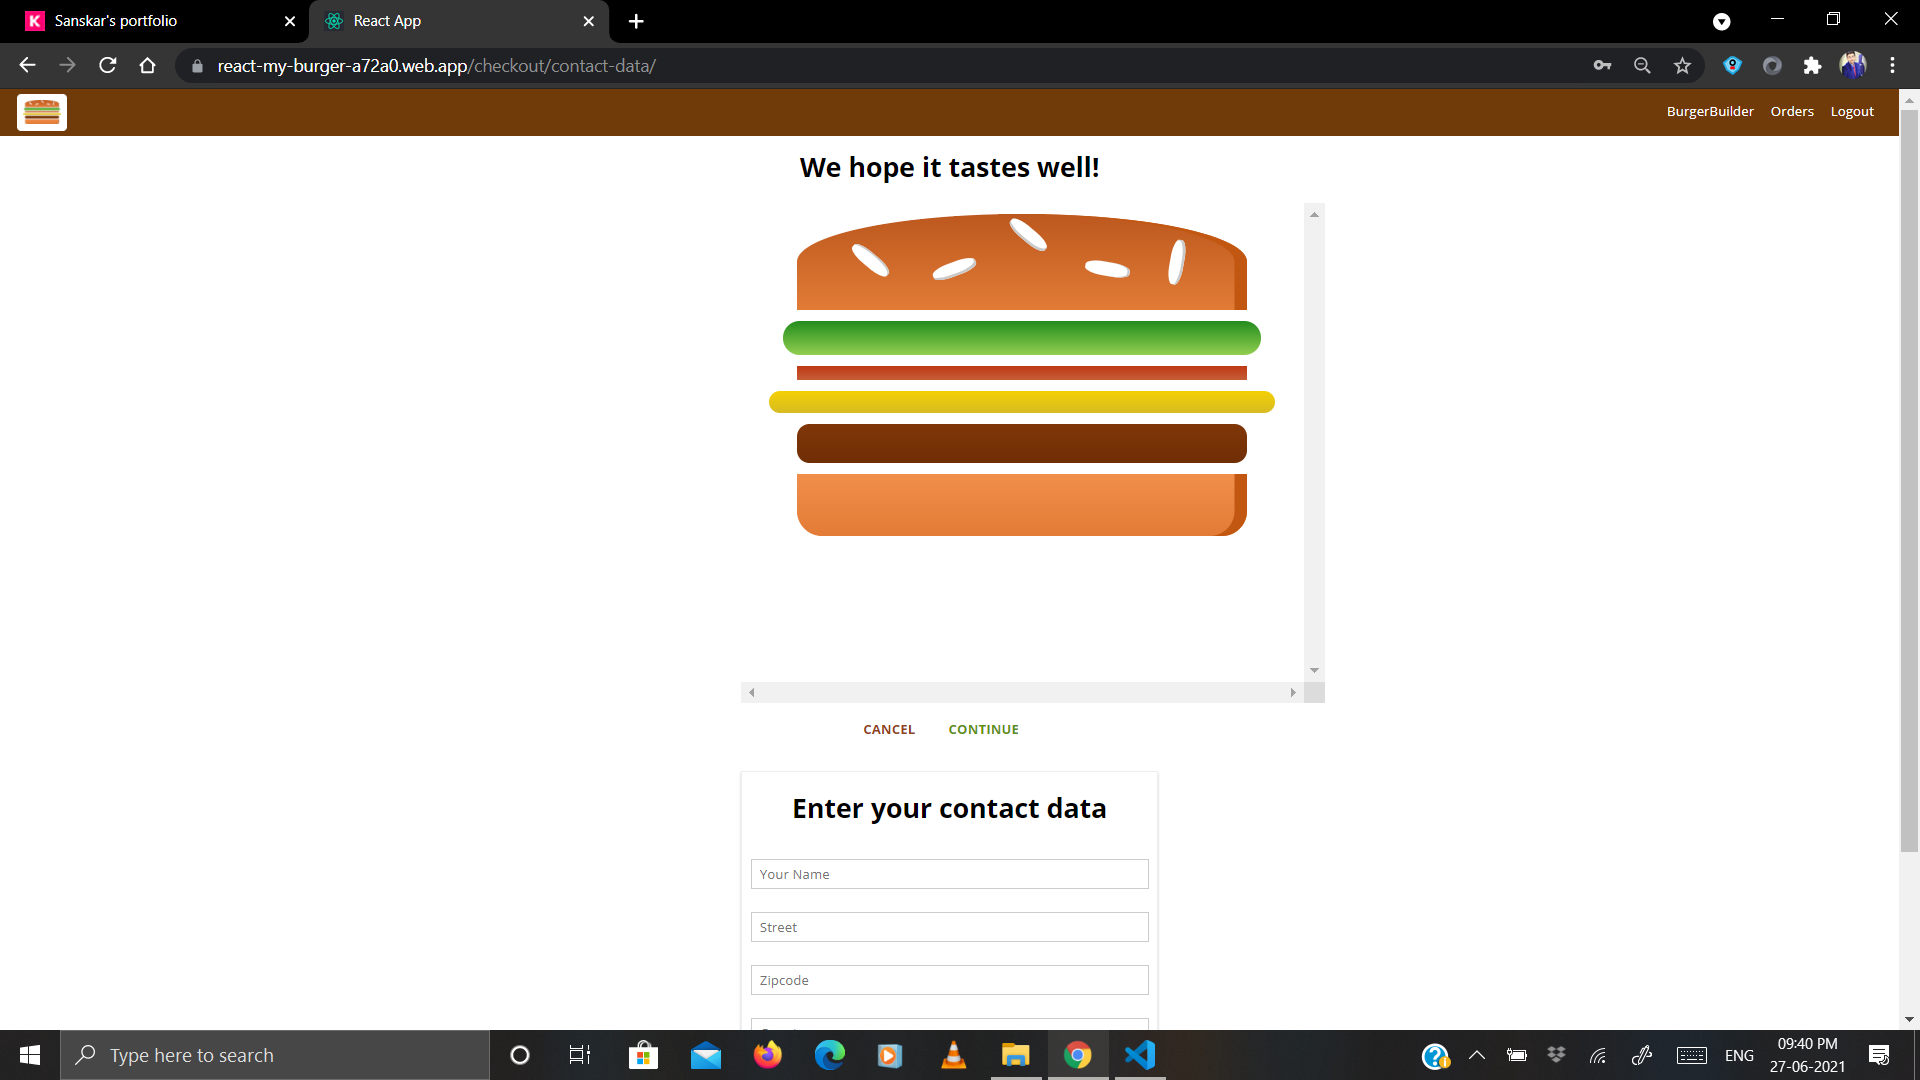 K Sanskar's portfolio
React App
react-my-burger-a72a0.web.app/checkout/contact-data/
BurgerBuilder Orders Logout
We hope it tastes well!
CANCEL CONTINUE
Enter your contact data
Your Name
Street
Zipcode
Type here to search
ENG
09:40 PM
27-06-2021